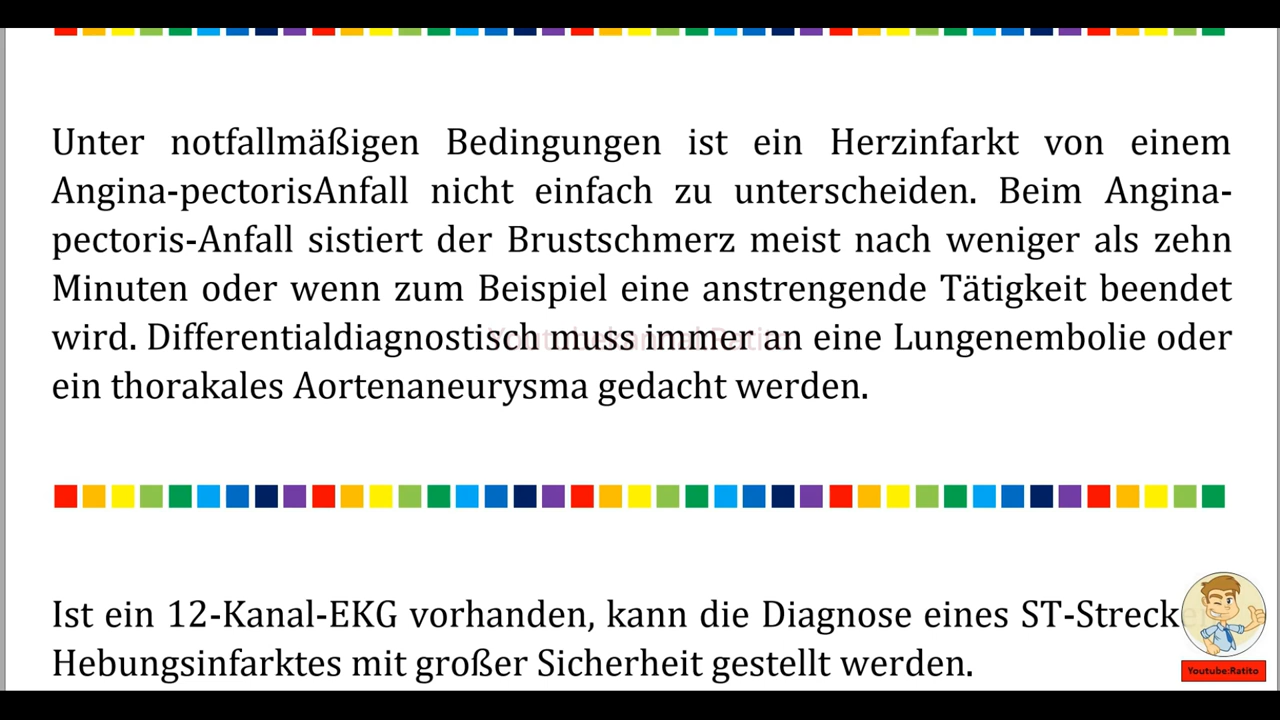 Unter notfallmäßigen Bedingungen ist ein Herzinfarkt von einem
Angina-pectorisAnfall nicht einfach zu unterscheiden. Beim Angina-
pectoris-Anfall sistiert der Brustschmerz meist nach weniger als zehn
Minuten oder wenn zum Beispiel eine anstrengende Tätigkeit beendet
wird. Differentialdiagnostisch muss immer an eine Lungenembolie oder
ein thorakales Aortenaneurysma gedacht werden.
Ist ein 12-Kanal-EKG vorhanden, kann die Diagnose eines ST-Strecken-
Hebungsinfarktes mit großer Sicherheit gestellt werden.
Youtube:Ratito